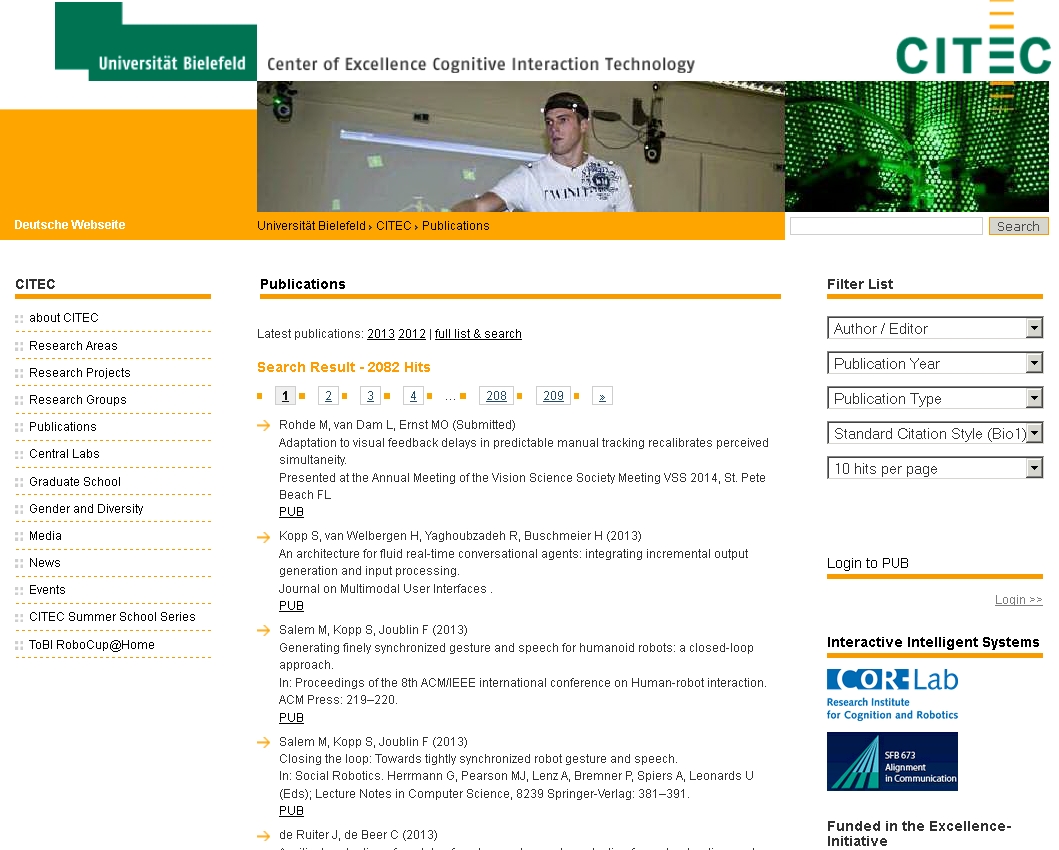 Universität Bielefeld
Center of Excellence Cognitive Interaction Technology
CITEC
Deutsche Webseite
Universität Bielefeld › CITEC › Publications
Search
CITEC
about CITEC
Research Areas
Research Projects
Research Groups
Publications
Central Labs
Graduate School
Gender and Diversity
Media
News
Events
CITEC Summer School Series
ToBI RoboCup@Home
Publications
Latest publications: 2013 2012 | full list & search
Search Result - 2082 Hits
1 2 3 4 ... 208 209 »
Rohde M, van Dam L, Ernst MO (Submitted)
Adaptation to visual feedback delays in predictable manual tracking recalibrates perceived
simultaneity.
Presented at the Annual Meeting of the Vision Science Society Meeting VSS 2014, St. Pete
Beach FL
PUB
Kopp S, van Welbergen H, Yaghoubzadeh R, Buschmeier H (2013)
An architecture for fluid real-time conversational agents: integrating incremental output
generation and input processing.
Journal on Multimodal User Interfaces .
PUB
Salem M, Kopp S, Joublin F (2013)
Generating finely synchronized gesture and speech for humanoid robots: a closed-loop
approach.
In: Proceedings of the 8th ACM/IEEE international conference on Human-robot interaction.
ACM Press: 219–220.
PUB
Salem M, Kopp S, Joublin F (2013)
Closing the loop: Towards tightly synchronized robot gesture and speech.
In: Social Robotics. Herrmann G, Pearson MJ, Lenz A, Bremner P, Spiers A, Leonards U
(Eds); Lecture Notes in Computer Science, 8239 Springer-Verlag: 381–391.
PUB
de Ruiter J, de Beer C (2013)
Filter List
Author / Editor
Publication Year
Publication Type
Standard Citation Style (Bio1)
10 hits per page
Login to PUB
Login >>
Interactive Intelligent Systems
COR-Lab
Research Institute
for Cognition and Robotics
SFB 673
Alignment
in Communication
Funded in the Excellence-
Initiative